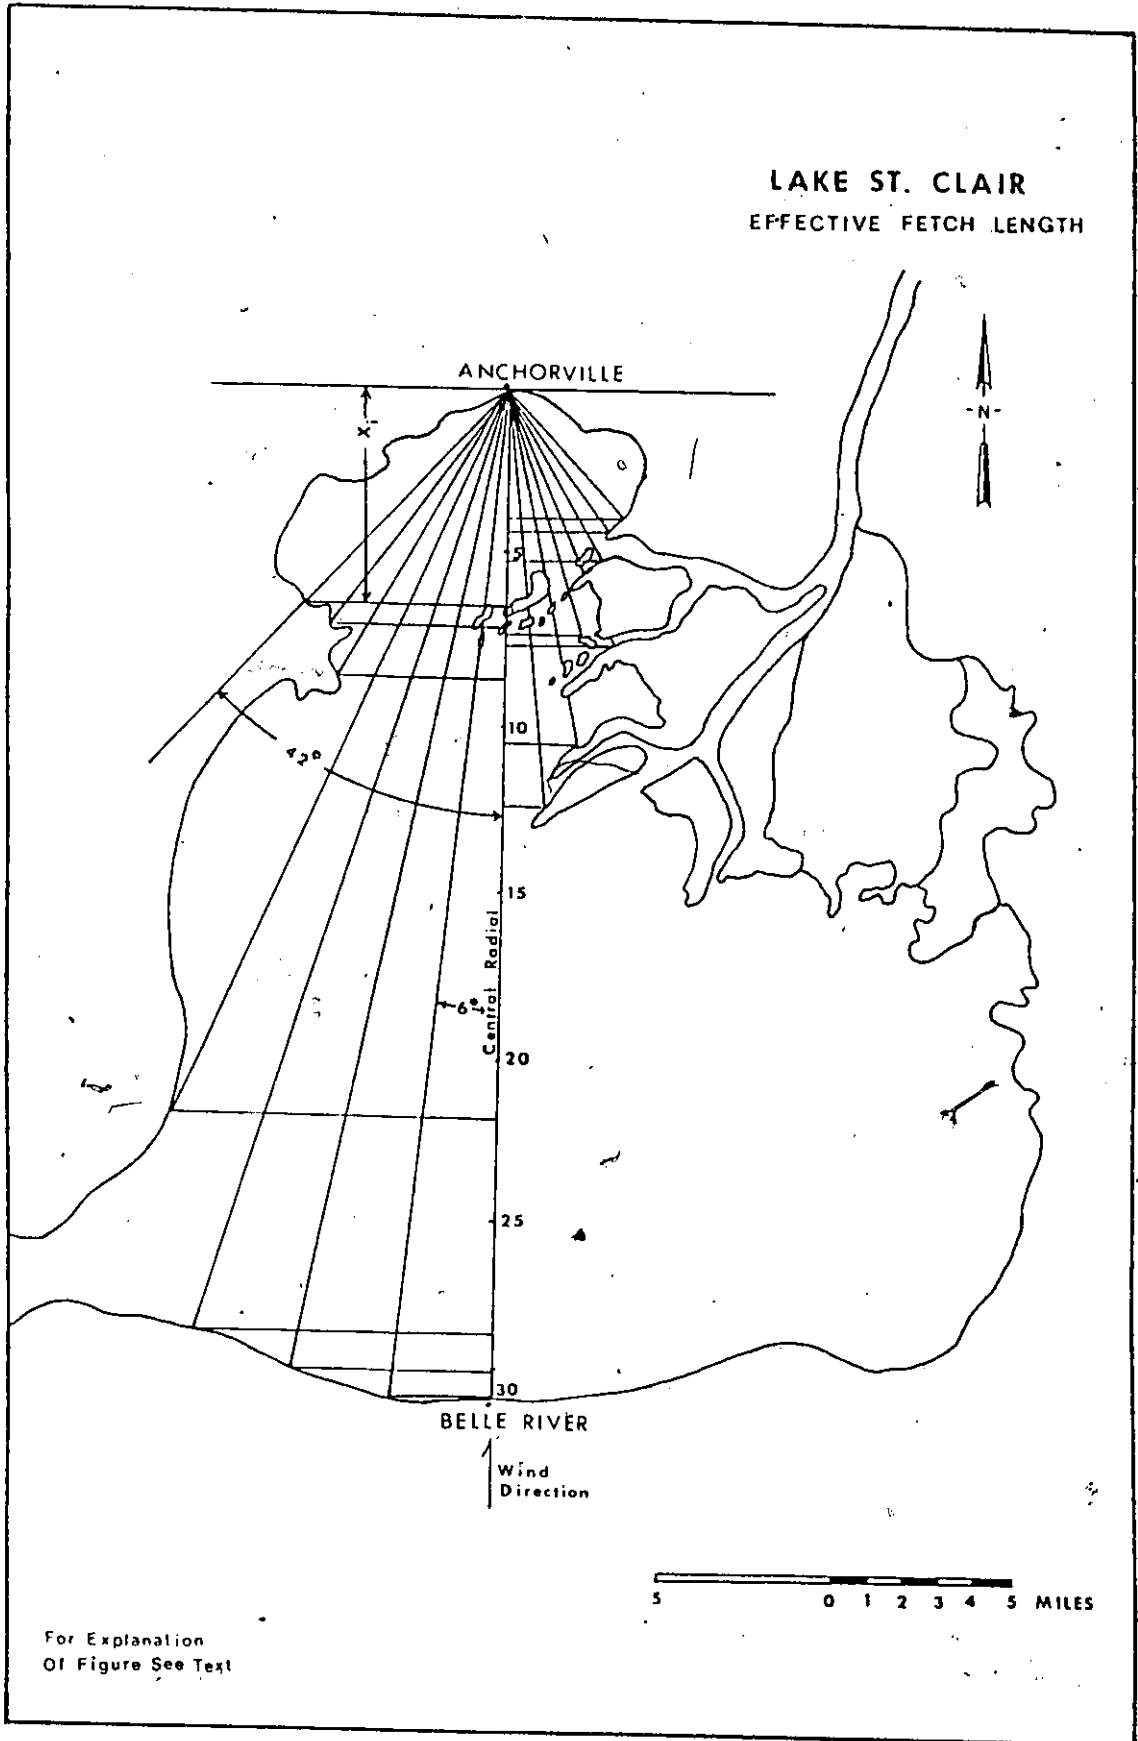 LAKE ST. CLAIR
EFFECTIVE FETCH LENGTH
ANCHORVILLE
-N-
Xi
5
10
42°
15
Central Radial
6°
20
25
30
BELLE RIVER
Wind
Direction
5 0 1 2 3 4 5 MILES
For Explanation
Of Figure See Text